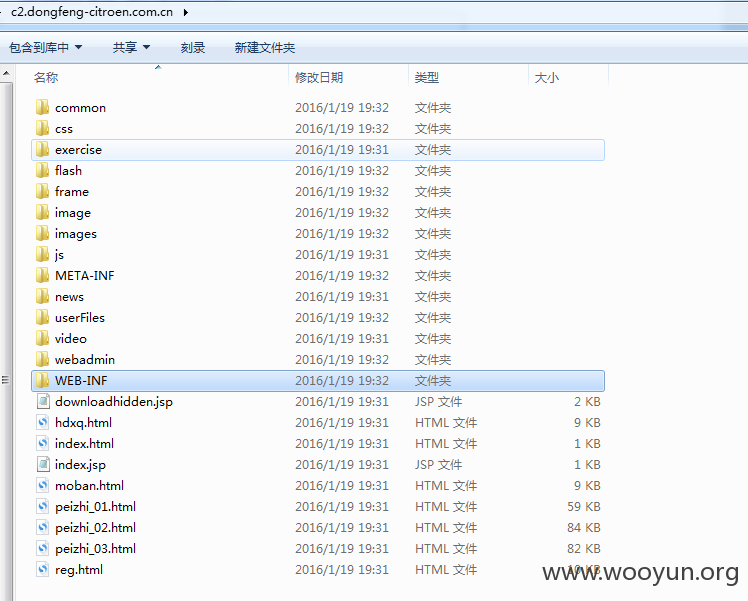 c2.dongfeng-citroen.com.cn
包含到库中 共享 刻录 新建文件夹
名称 修改日期 类型 大小
common 2016/1/19 19:32 文件夹
css 2016/1/19 19:32 文件夹
exercise 2016/1/19 19:31 文件夹
flash 2016/1/19 19:32 文件夹
frame 2016/1/19 19:32 文件夹
image 2016/1/19 19:32 文件夹
images 2016/1/19 19:32 文件夹
js 2016/1/19 19:31 文件夹
META-INF 2016/1/19 19:32 文件夹
news 2016/1/19 19:31 文件夹
userFiles 2016/1/19 19:32 文件夹
video 2016/1/19 19:31 文件夹
webadmin 2016/1/19 19:32 文件夹
WEB-INF 2016/1/19 19:32 文件夹
downloadhidden.jsp 2016/1/19 19:31 JSP 文件 2 KB
hdxq.html 2016/1/19 19:31 HTML 文件 9 KB
index.html 2016/1/19 19:31 HTML 文件 1 KB
index.jsp 2016/1/19 19:31 JSP 文件 1 KB
moban.html 2016/1/19 19:31 HTML 文件 9 KB
peizhi_01.html 2016/1/19 19:31 HTML 文件 59 KB
peizhi_02.html 2016/1/19 19:31 HTML 文件 84 KB
peizhi_03.html 2016/1/19 19:31 HTML 文件 82 KB
reg.html 2016/1/19 19:31 HTML 文件 10 KB
www.wooyun.org